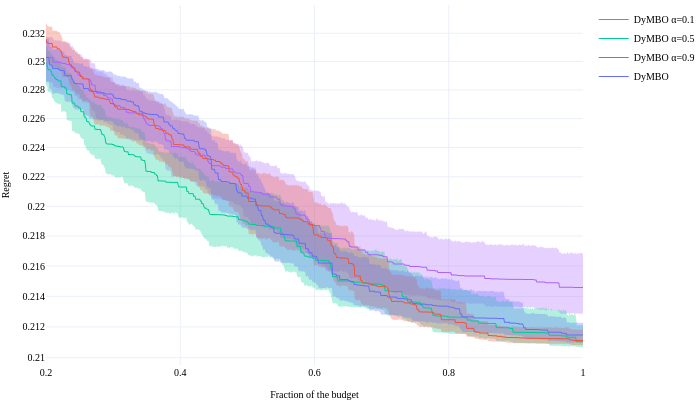 DyMBO α=0.1
DyMBO α=0.5
DyMBO α=0.9
DyMBO
Regret
0.232
0.23
0.228
0.226
0.224
0.222
0.22
0.218
0.216
0.214
0.212
0.21
0.2
0.4
0.6
0.8
1
Fraction of the budget